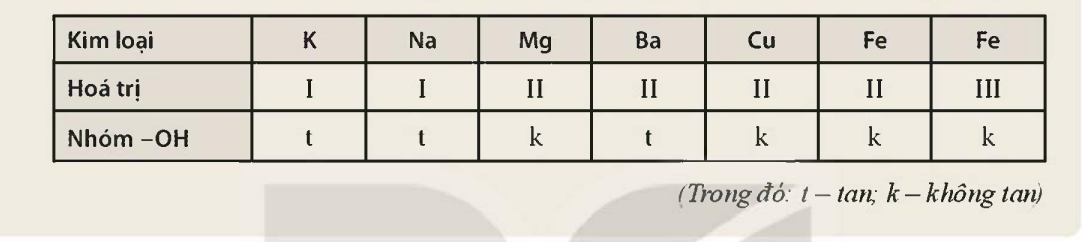 Kim loại K Na Mg Ba Cu Fe Fe
Hoá trị I I II II II II III
Nhóm –OH t t k t k k k
(Trong đó: t – tan; k – không tan)